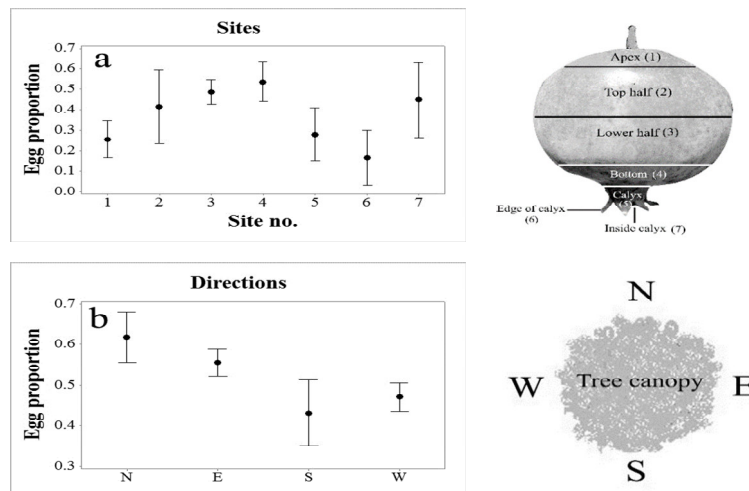 Sites
a
Egg proportion
0.7
0.6
0.5
0.4
0.3
0.2
0.1
0.0
1 2 3 4 5 6 7
Site no.
Apex (1)
Top half (2)
Lower half (3)
Bottom (4)
Calyx
(5)
Edge of calyx
(6)
Inside calyx (7)
Directions
b
Egg proportion
0.7
0.6
0.5
0.4
0.3
N E S W
N
W Tree canopy E
S